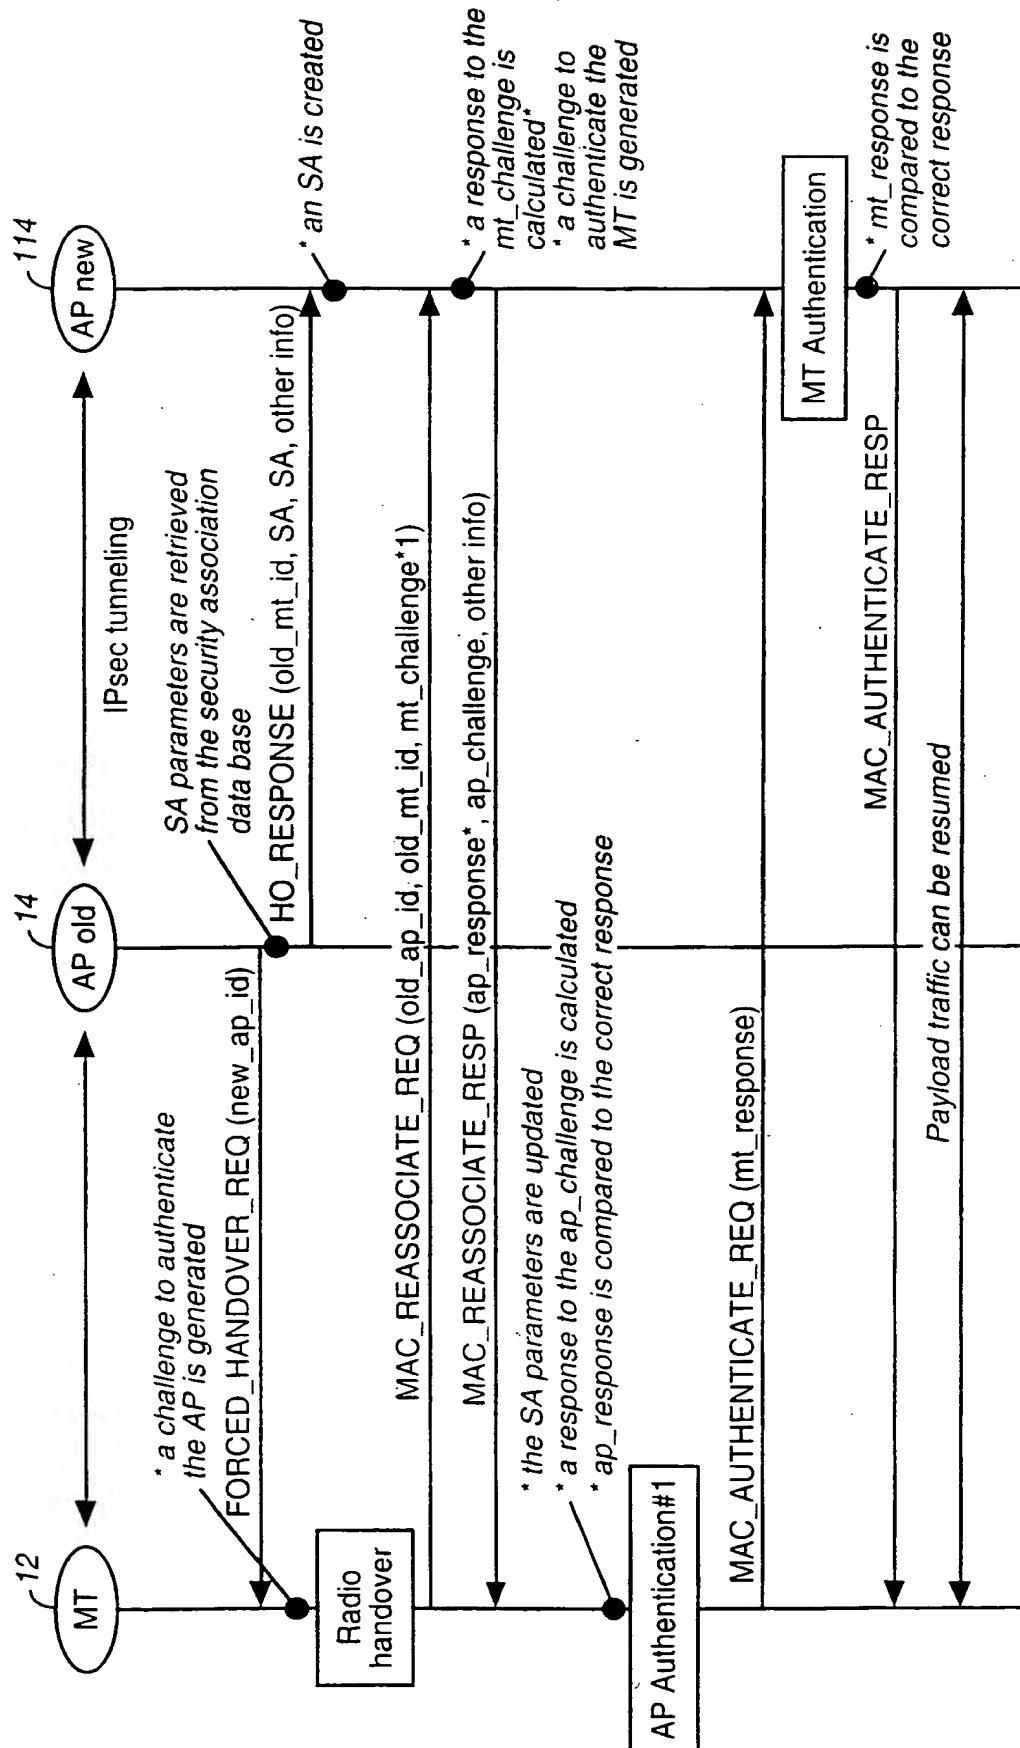 12
MT
14
AP old
114
AP new
IPsec tunneling
* a challenge to authenticate
the AP is generated
FORCED_HANDOVER_REQ (new_ap_id)
SA parameters are retrieved
from the security association
data base
HO_RESPONSE (old_mt_id, SA, SA, other info)
* an SA is created
Radio
handover
MAC_REASSOCIATE_REQ (old_ap_id, old_mt_id, mt_challenge*1)
* a response to the
mt_challenge is
calculated*
* a challenge to
authenticate the
MT is generated
MAC_REASSOCIATE_RESP (ap_response*, ap_challenge, other info)
* the SA parameters are updated
* a response to the ap_challenge is calculated
* ap_response is compared to the correct response
AP Authentication#1
MAC_AUTHENTICATE_REQ (mt_response)
MT Authentication
* mt_response is
compared to the
correct response
MAC_AUTHENTICATE_RESP
Payload traffic can be resumed